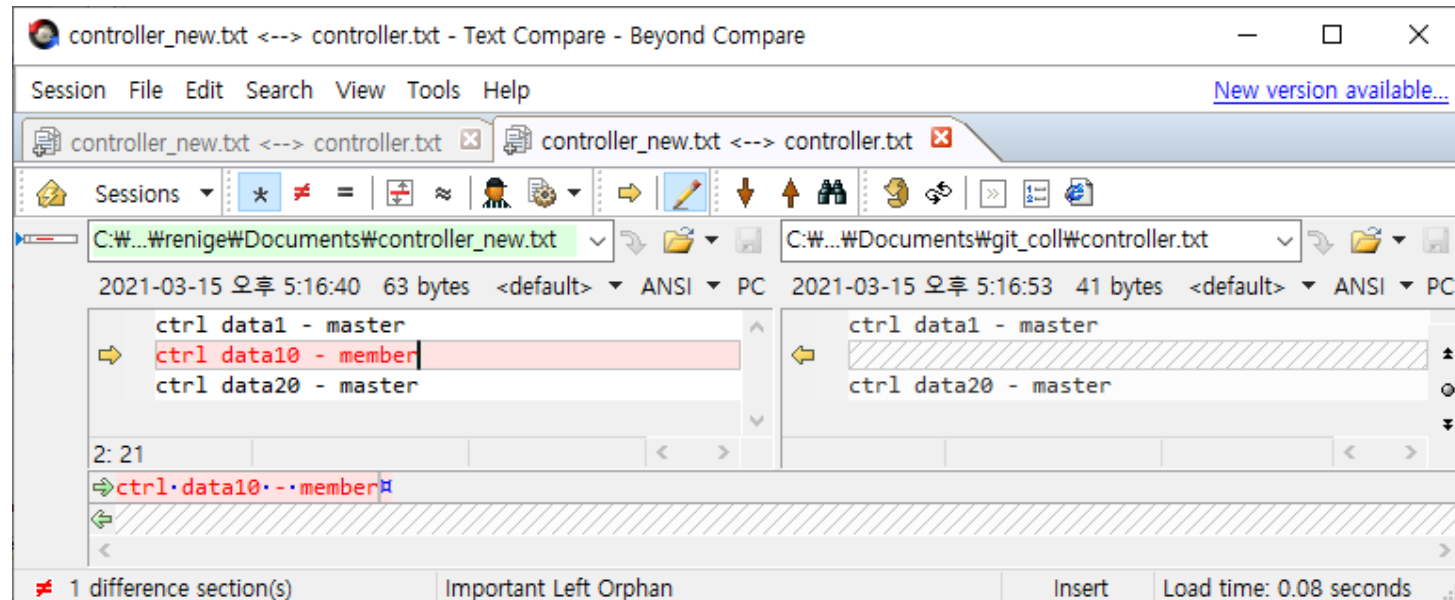 controller_new.txt <--> controller.txt - Text Compare - Beyond Compare
Session File Edit Search View Tools Help New version available...
controller_new.txt <--> controller.txt controller_new.txt <--> controller.txt
Sessions
C:₩...₩renige₩Documents₩controller_new.txt C:₩...₩Documents₩git_coll₩controller.txt
2021-03-15 오후 5:16:40 63 bytes <default> ANSI PC 2021-03-15 오후 5:16:53 41 bytes <default> ANSI PC
ctrl data1 - master ctrl data1 - master
ctrl data10 - member
ctrl data20 - master ctrl data20 - master
2: 21
ctrl·data10·-·member¤
1 difference section(s) Important Left Orphan Insert Load time: 0.08 seconds